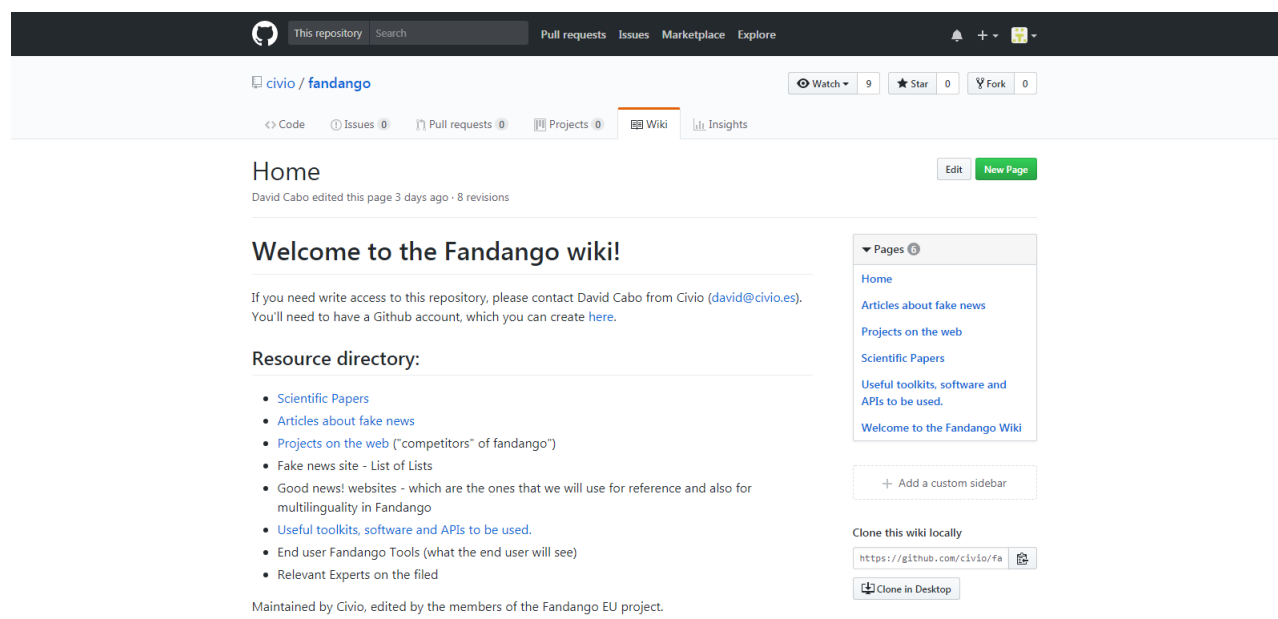 This repository Search Pull requests Issues Marketplace Explore
civio / fandango Watch 9 Star 0 Fork 0
Code Issues 0 Pull requests 0 Projects 0 Wiki Insights
Home Edit New Page
David Cabo edited this page 3 days ago · 8 revisions
Welcome to the Fandango wiki!
If you need write access to this repository, please contact David Cabo from Civio (david@civio.es).
You'll need to have a Github account, which you can create here.
Resource directory:
• Scientific Papers
• Articles about fake news
• Projects on the web ("competitors" of fandango")
• Fake news site - List of Lists
• Good news! websites - which are the ones that we will use for reference and also for
multilinguality in Fandango
• Useful toolkits, software and APIs to be used.
• End user Fandango Tools (what the end user will see)
• Relevant Experts on the filed
Maintained by Civio, edited by the members of the Fandango EU project.
Pages 6
Home
Articles about fake news
Projects on the web
Scientific Papers
Useful toolkits, software and
APIs to be used.
Welcome to the Fandango Wiki
+ Add a custom sidebar
Clone this wiki locally
https://github.com/civio/fa
Clone in Desktop